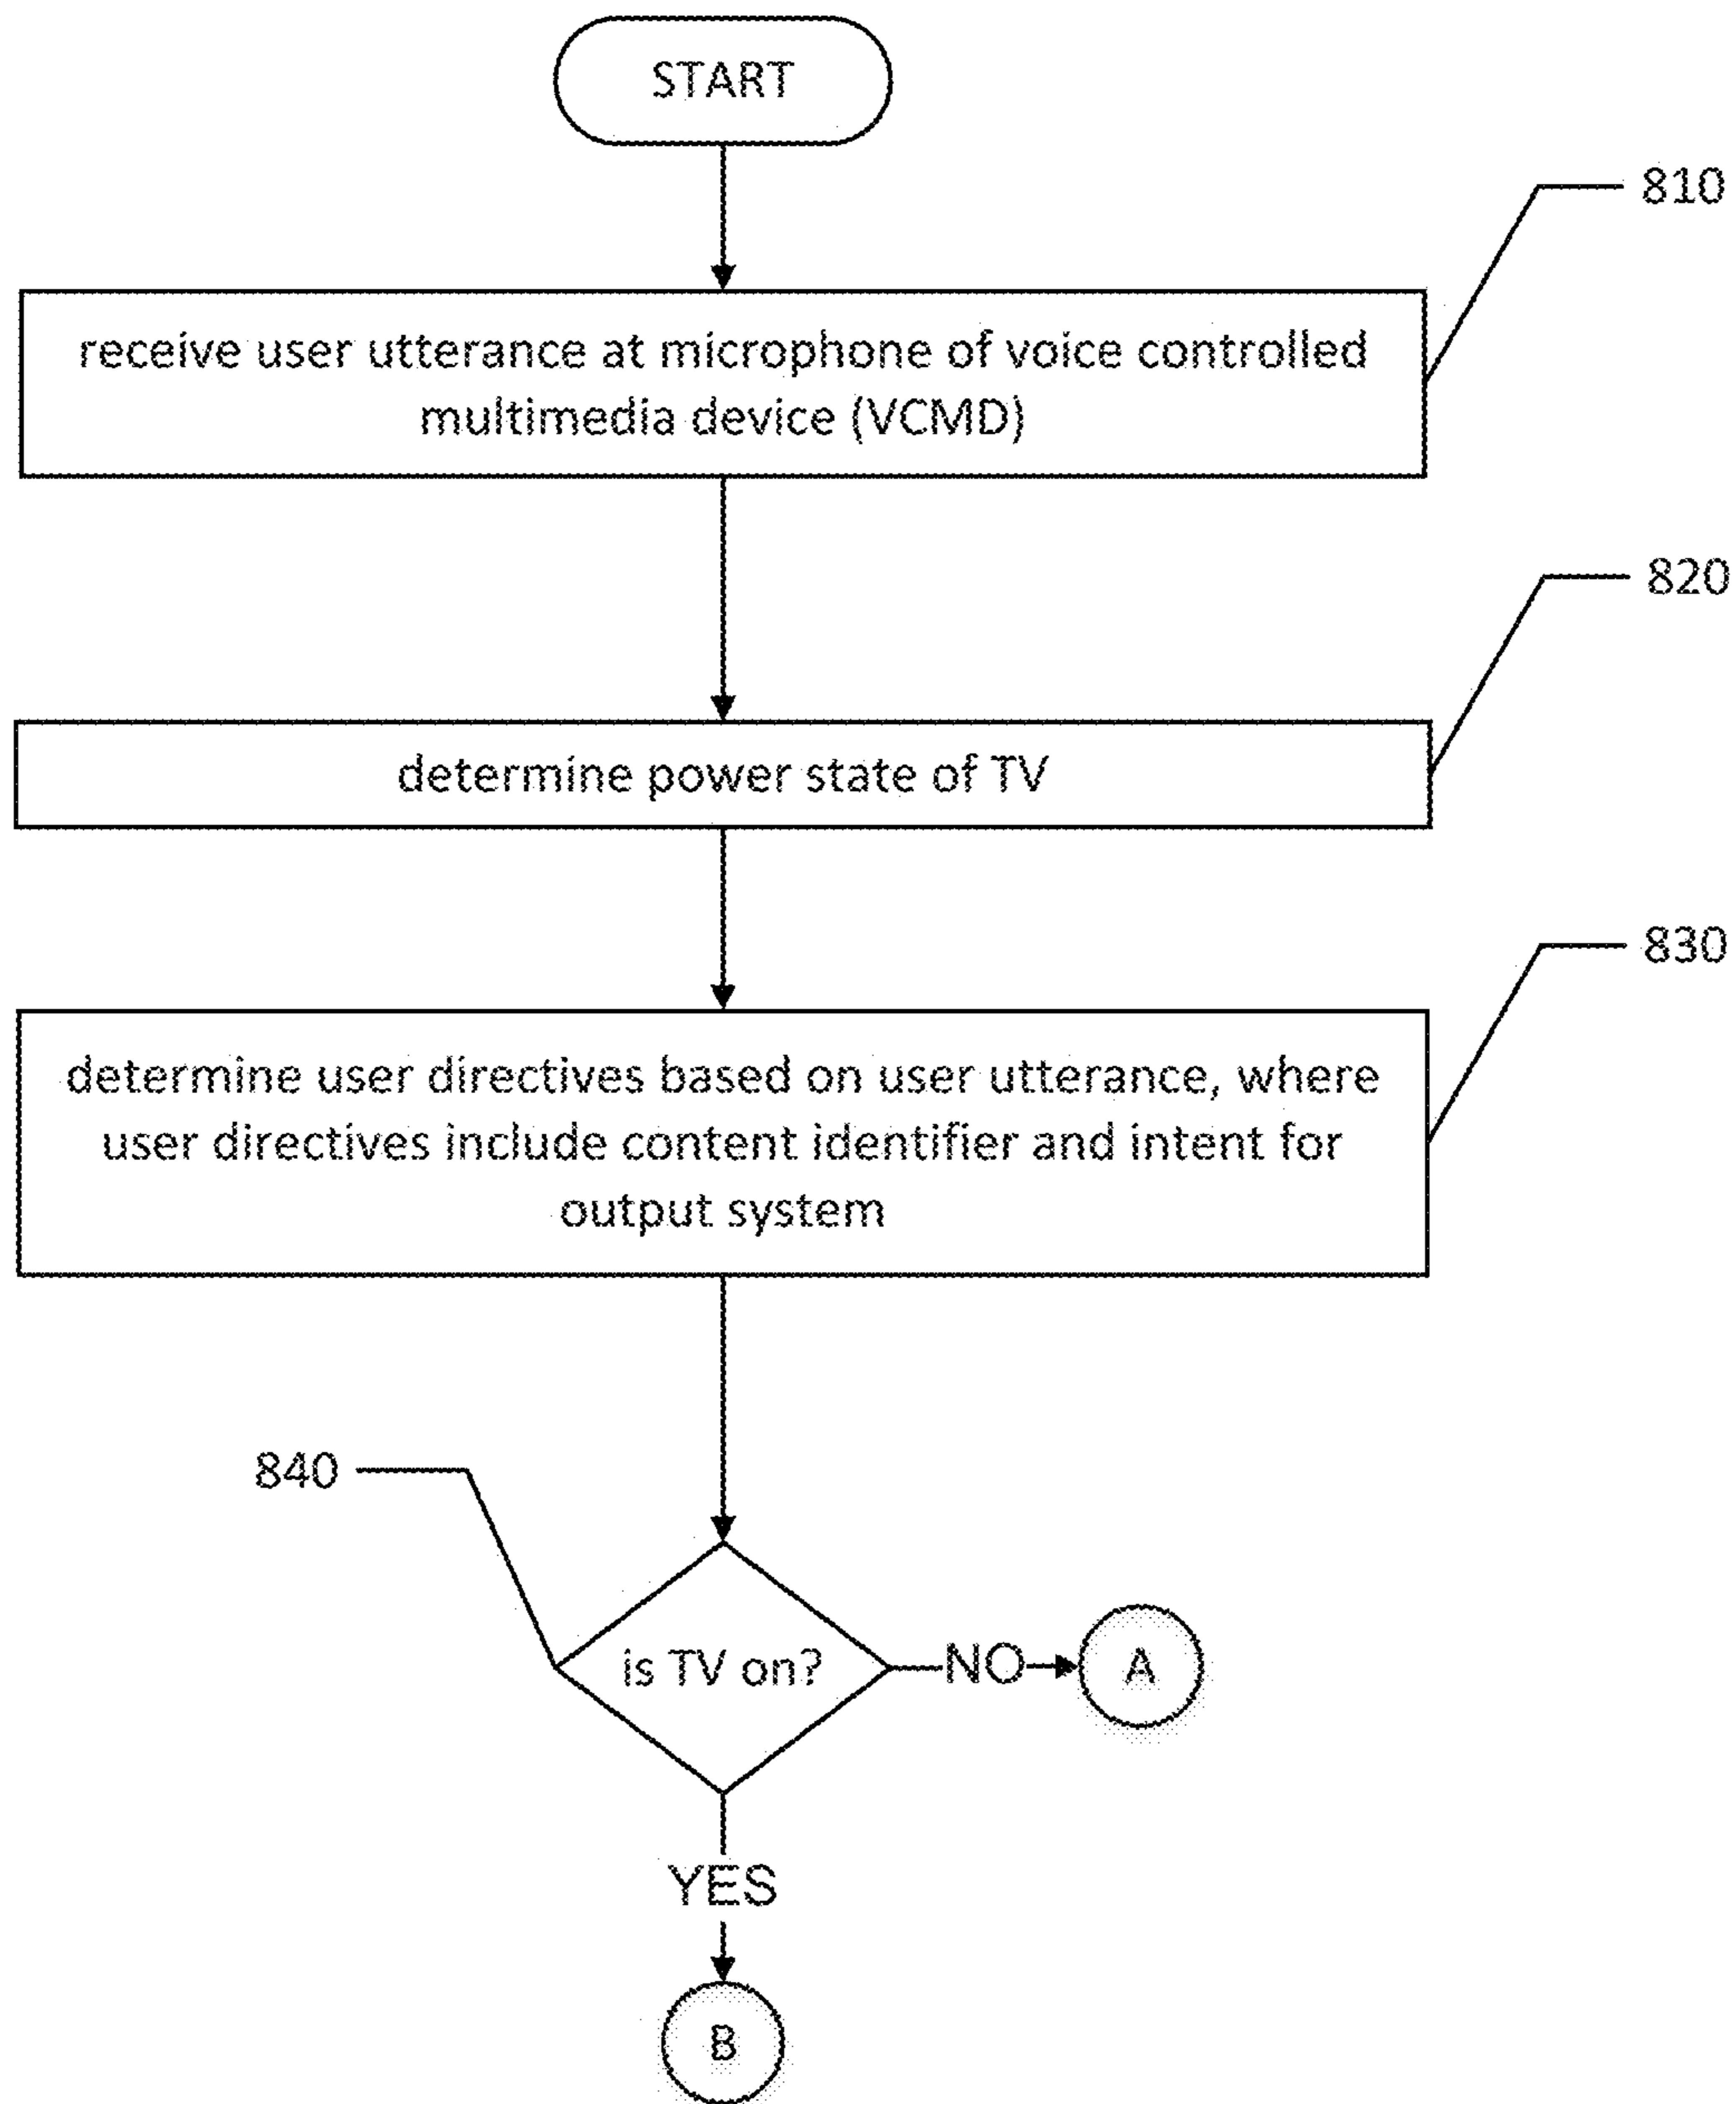 START
810
receive user utterance at microphone of voice controlled
multimedia device (VCMD)
820
determine power state of TV
830
determine user directives based on user utterance, where
user directives include content identifier and intent for
output system
840
is TV on?
NO
A
YES
B